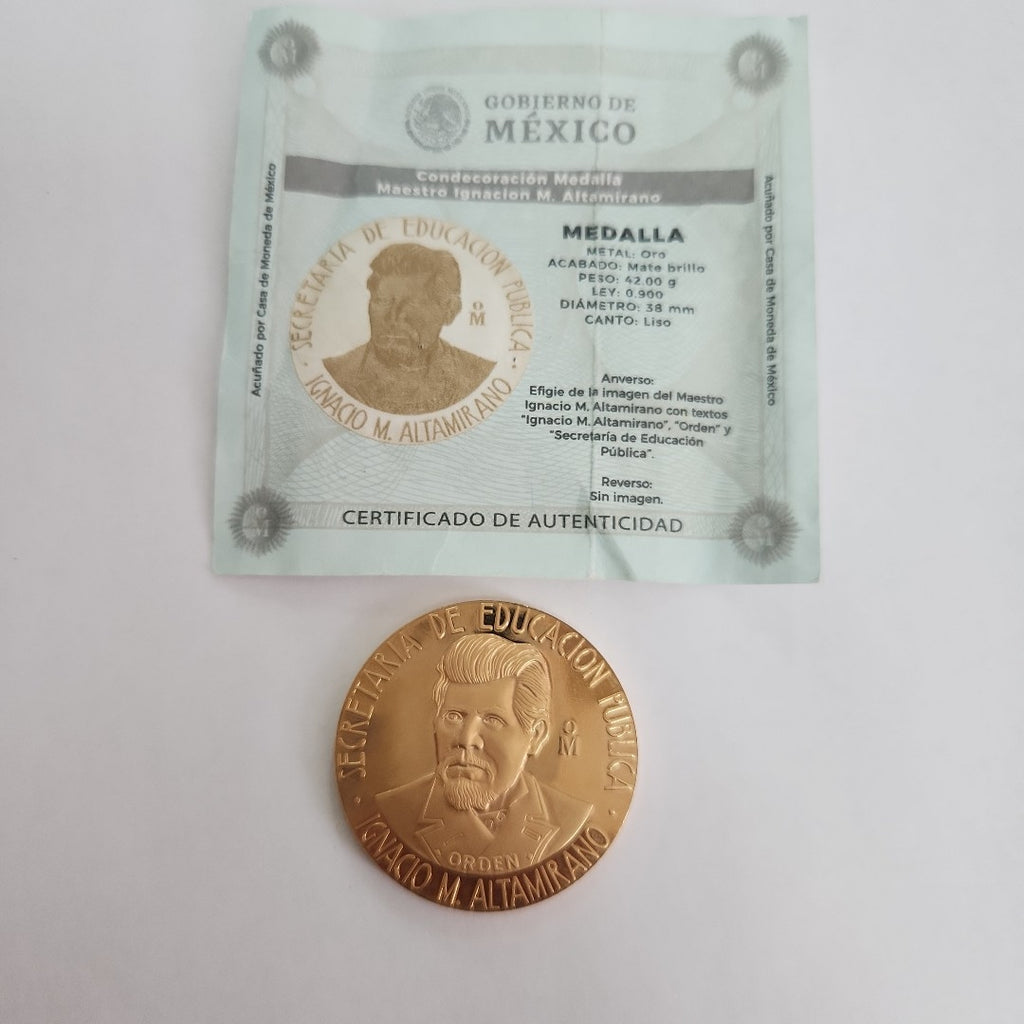 GOBIERNO DE
MÉXICO
Condecoración Medalla
Maestro Ignacion M. Altamirano
Acuñado por Casa de Moneda de México
SECRETARIA DE EDUCACION PUBLICA
· IGNACIO M. ALTAMIRANO ·
o
M
MEDALLA
METAL: Oro
ACABADO: Mate brillo
PESO: 42.00 g
LEY: 0.900
DIÁMETRO: 38 mm
CANTO: Liso
Anverso:
Efigie de la imagen del Maestro
Ignacio M. Altamirano con textos
"Ignacio M. Altamirano", "Orden" y
"Secretaría de Educación
Pública".
Reverso:
Sin imagen.
Acuñado por Casa de Moneda de México
CERTIFICADO DE AUTENTICIDAD
SECRETARIA DE EDUCACION PUBLICA
o
M
ORDEN
· IGNACIO M. ALTAMIRANO ·